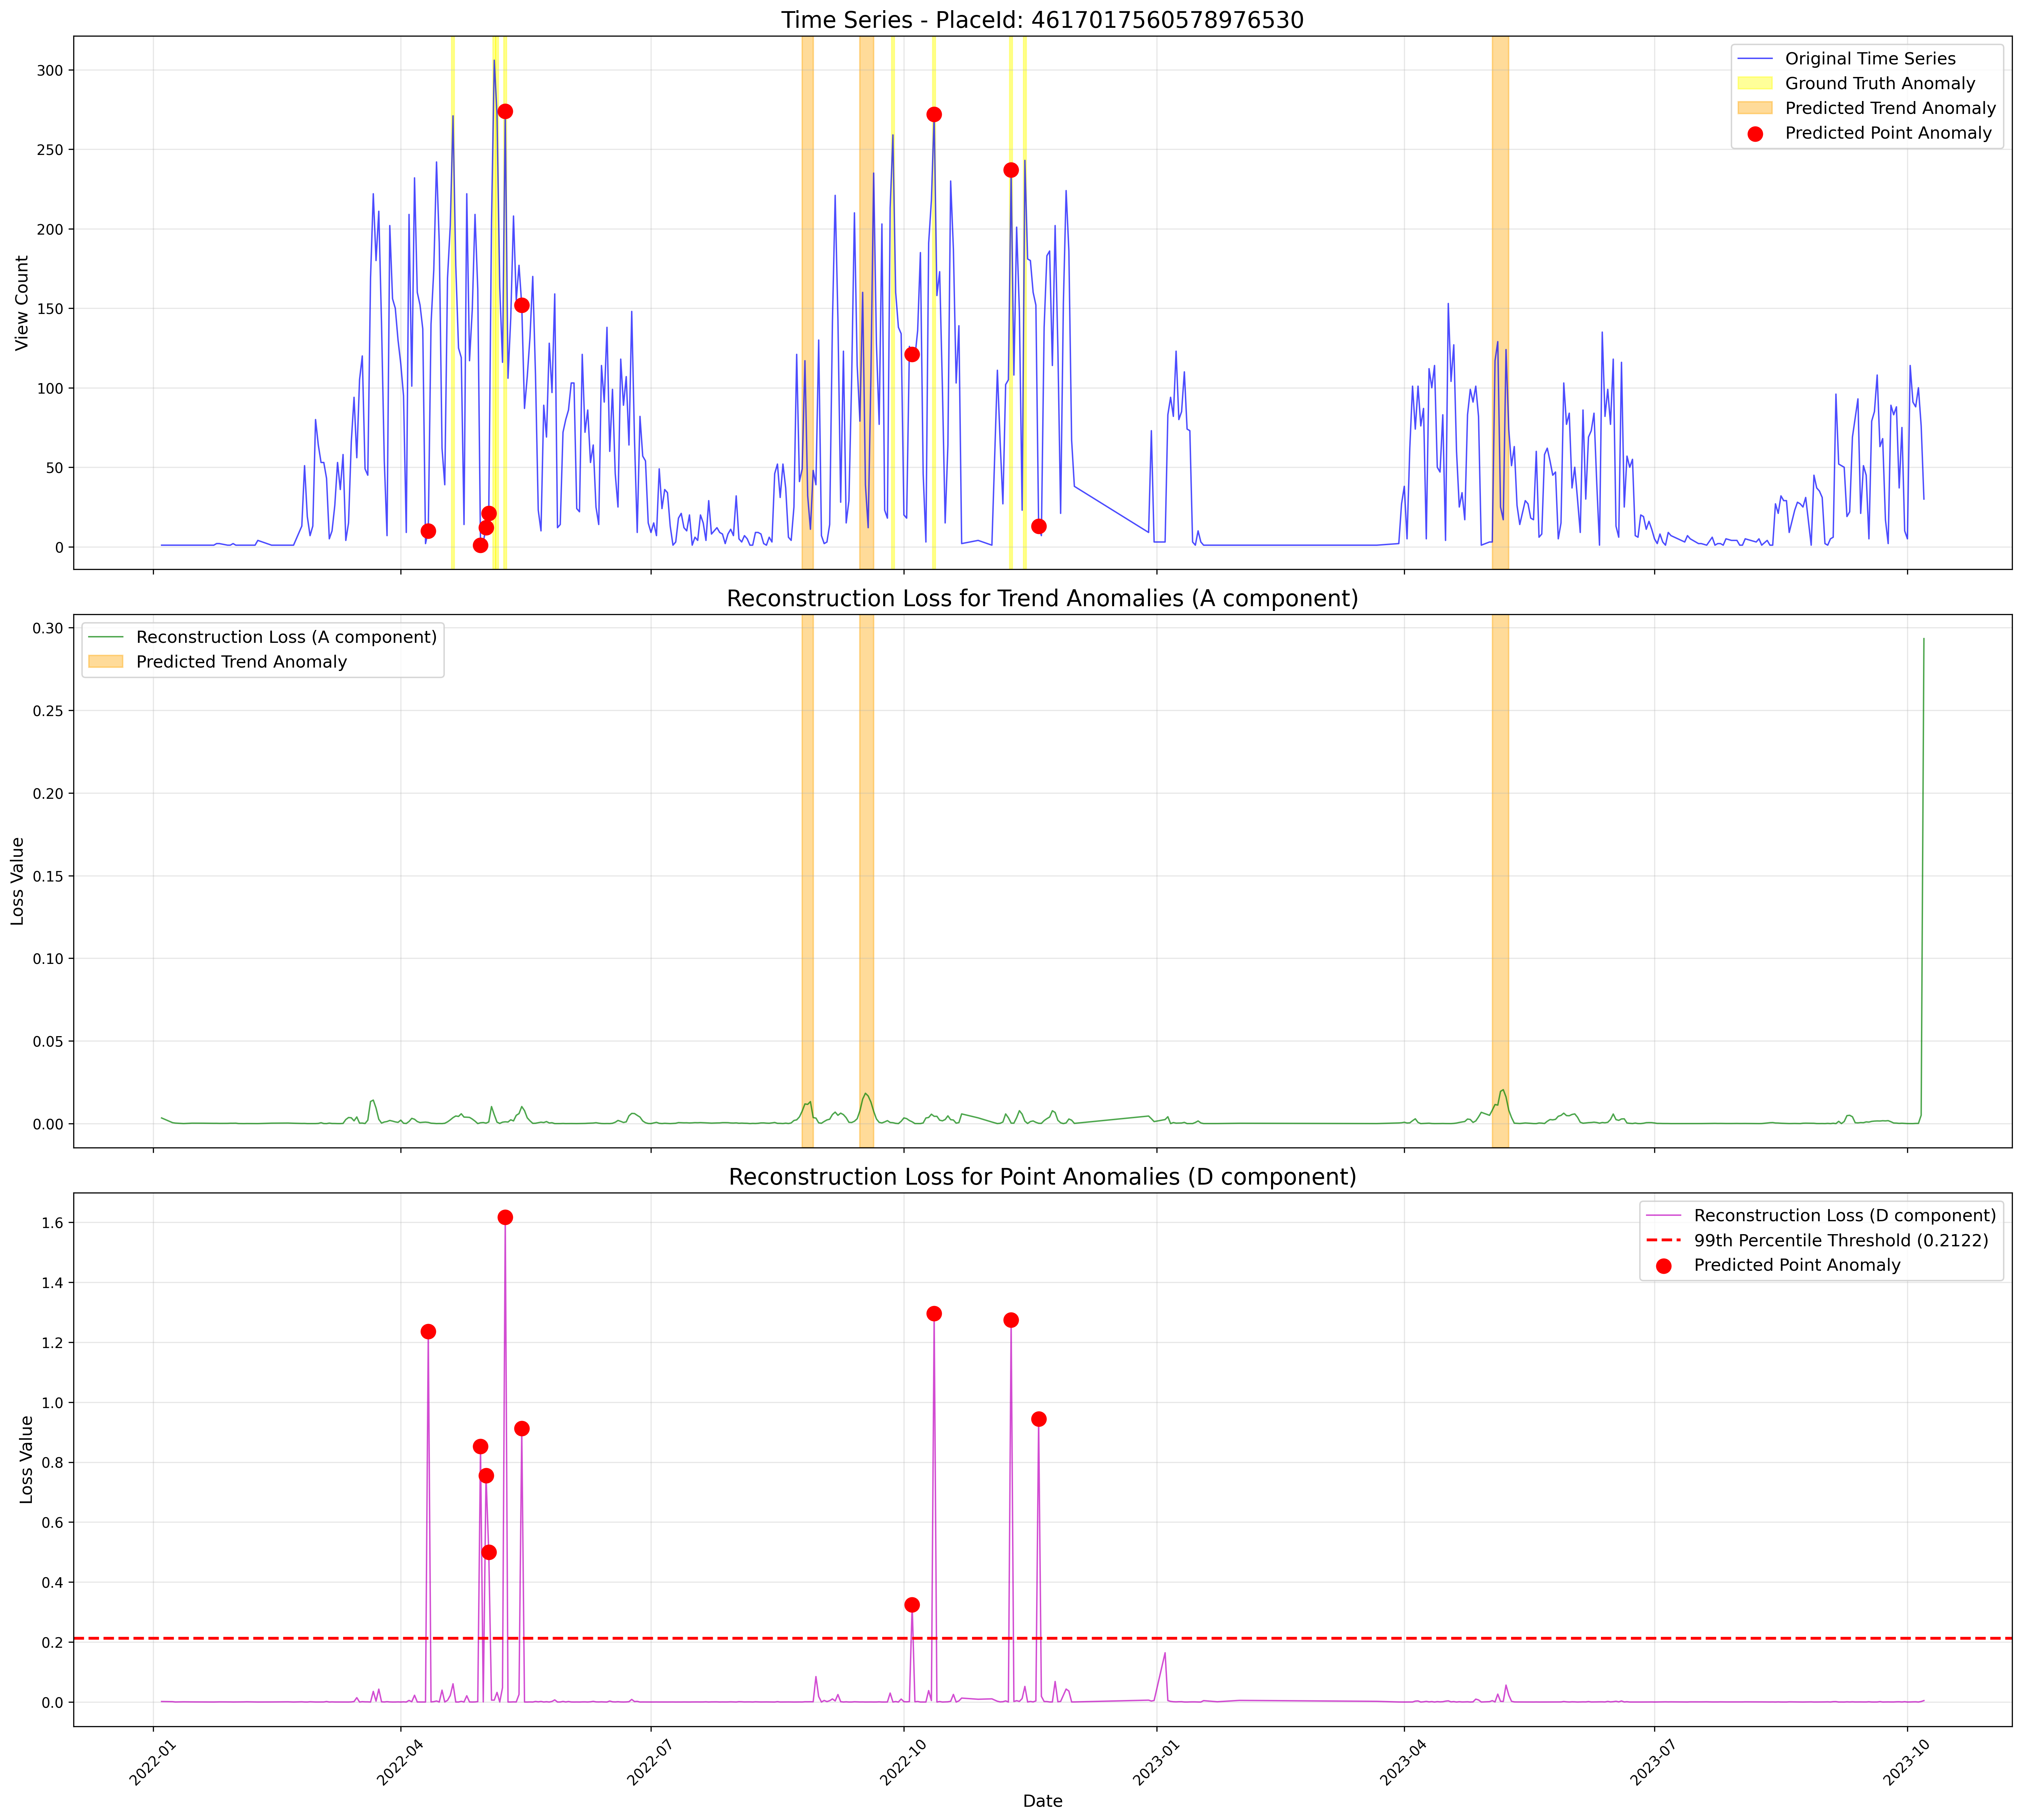 Time Series - PlaceId: 4617017560578976530
View Count
300
250
200
150
100
50
0
Original Time Series
Ground Truth Anomaly
Predicted Trend Anomaly
Predicted Point Anomaly
Reconstruction Loss for Trend Anomalies (A component)
Loss Value
0.30
0.25
0.20
0.15
0.10
0.05
0.00
Reconstruction Loss (A component)
Predicted Trend Anomaly
Reconstruction Loss for Point Anomalies (D component)
Loss Value
1.6
1.4
1.2
1.0
0.8
0.6
0.4
0.2
0.0
Reconstruction Loss (D component)
99th Percentile Threshold (0.2122)
Predicted Point Anomaly
2022-01
2022-04
2022-07
2022-10
2023-01
2023-04
2023-07
2023-10
Date